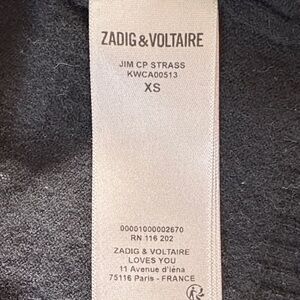 ZADIG & VOLTAIRE
JIM CP STRASS
KWCA00513
XS
00001000002670
RN 116 202
ZADIG & VOLTAIRE
LOVES YOU
11 Avenue d'Iéna
75116 Paris - FRANCE